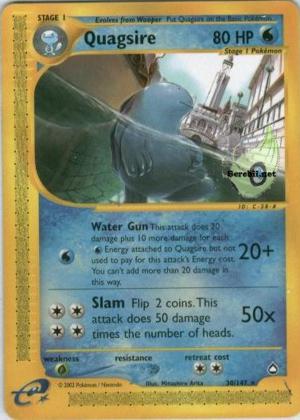 STAGE 1
Evolves from Wooper
Put Quagsire on the Basic Pokémon
Quagsire 80 HP
Stage 1 Pokémon
Serebii.net
ID: C-58-#
Water Gun This attack does 20
damage plus 10 more damage for each
Energy attached to Quagsire but not
used to pay for this attack's Energy cost.
You can't add more than 20 damage in
this way.
20+
Slam Flip 2 coins. This
attack does 50 damage
times the number of heads.
50x
weakness resistance retreat cost
e ©2002 Pokémon / Nintendo Illus. Mitsuhiro Arita 30/147